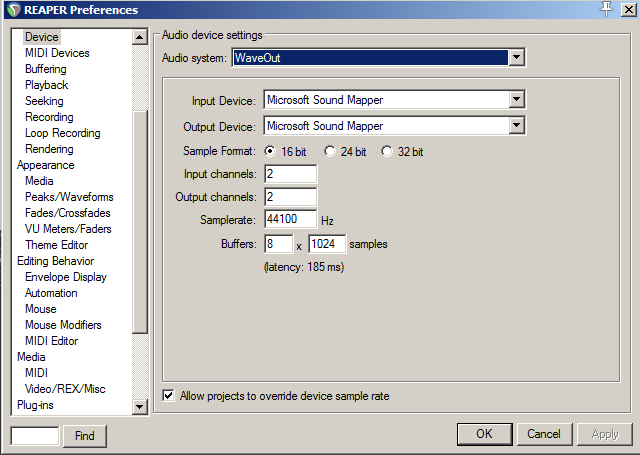 REAPER Preferences
Device
MIDI Devices
Buffering
Playback
Seeking
Recording
Loop Recording
Rendering
Appearance
Media
Peaks/Waveforms
Fades/Crossfades
VU Meters/Faders
Theme Editor
Editing Behavior
Envelope Display
Automation
Mouse
Mouse Modifiers
MIDI Editor
Media
MIDI
Video/REX/Misc
Plug-ins
Find
Audio device settings
Audio system: WaveOut
Input Device: Microsoft Sound Mapper
Output Device: Microsoft Sound Mapper
Sample Format: 16 bit 24 bit 32 bit
Input channels: 2
Output channels: 2
Samplerate: 44100 Hz
Buffers: 8 x 1024 samples
(latency: 185 ms)
Allow projects to override device sample rate
OK Cancel Apply